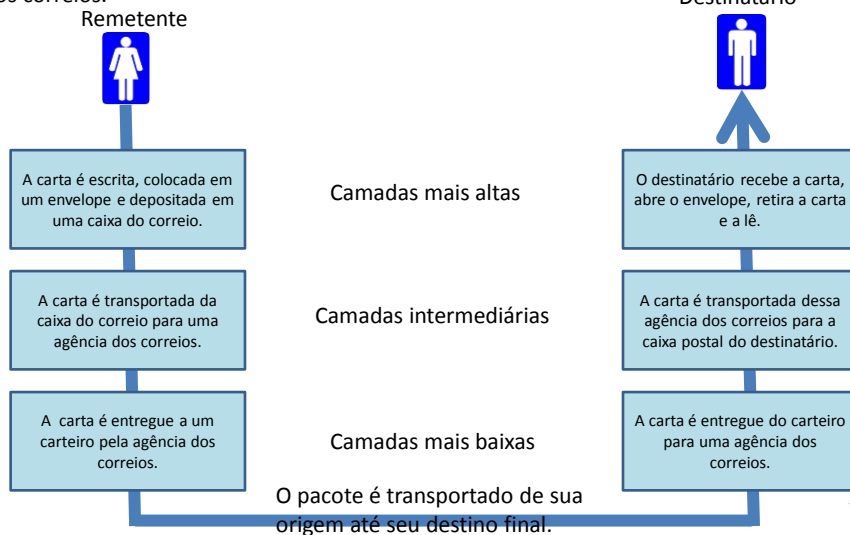 os correios.
Remetente
Destinatário
A carta é escrita, colocada em
um envelope e depositada em
uma caixa do correio.
Camadas mais altas
O destinatário recebe a carta,
abre o envelope, retira a carta
e a lê.
A carta é transportada da
caixa do correio para uma
agência dos correios.
Camadas intermediárias
A carta é transportada dessa
agência dos correios para a
caixa postal do destinatário.
A carta é entregue a um
carteiro pela agência dos
correios.
Camadas mais baixas
A carta é entregue do carteiro
para uma agência dos
correios.
O pacote é transportado de sua
origem até seu destino final.